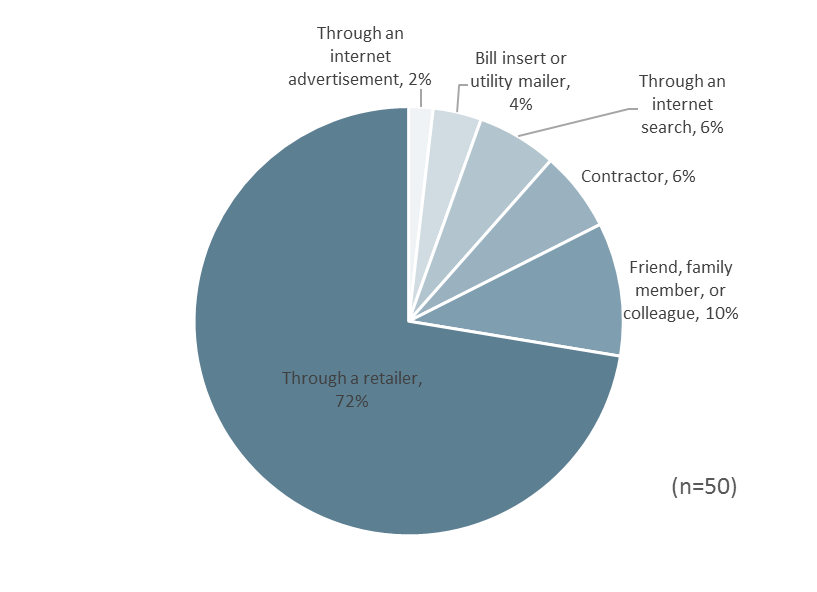 Through an
internet
advertisement, 2%
Bill insert or
utility mailer,
4%
Through an
internet
search, 6%
Contractor, 6%
Friend, family
member, or
colleague, 10%
Through a retailer,
72%
(n=50)